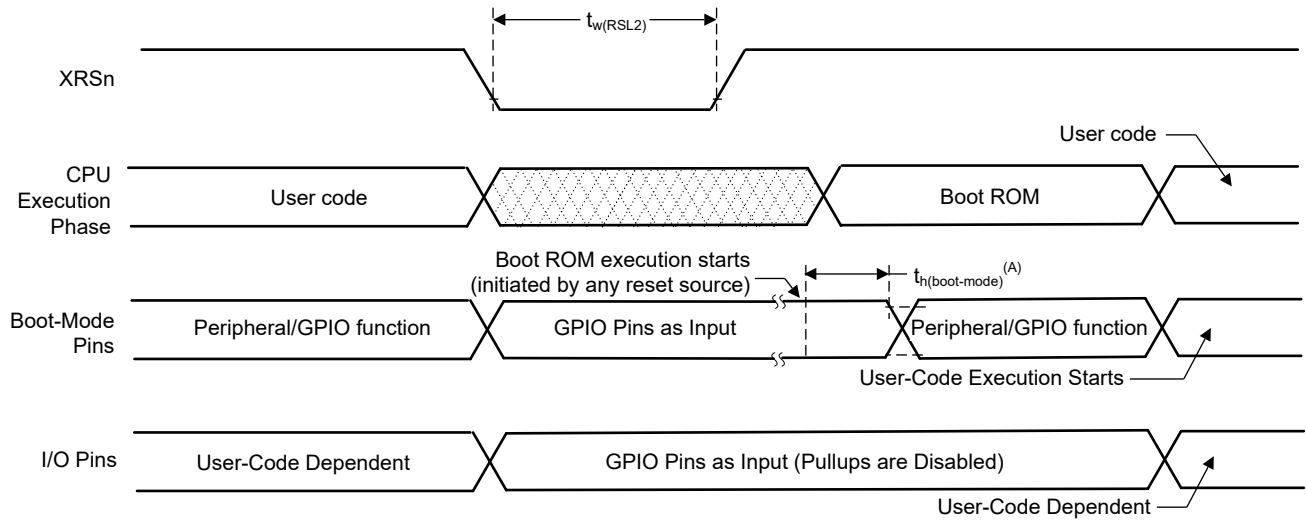 t_w(RSL2)
XRSn
User code
CPU
Execution
Phase
User code
Boot ROM
Boot ROM execution starts
(initiated by any reset source)
t_h(boot-mode)^(A)
Boot-Mode
Pins
Peripheral/GPIO function
GPIO Pins as Input
Peripheral/GPIO function
User-Code Execution Starts
I/O Pins
User-Code Dependent
GPIO Pins as Input (Pullups are Disabled)
User-Code Dependent